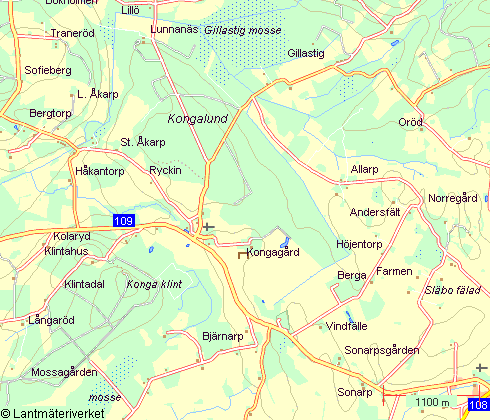 Bokholmen
Lillö
Lunnanäs
Traneröd
Gillastig mosse
Gillastig
Sofieberg
L. Åkarp
Bergtorp
Kongalund
Oröd
St. Åkarp
Håkantorp
Ryckin
Allarp
Norregård
Andersfält
109
Kolaryd
Klintahus
Kongagård
Höjentorp
Klintadal
Konga klint
Berga
Farmen
Släbo fälad
Långaröd
Bjärnarp
Vindfälle
Sonarpsgården
Mossagården
mosse
Sonarp
1100 m
108
© Lantmäteriverket